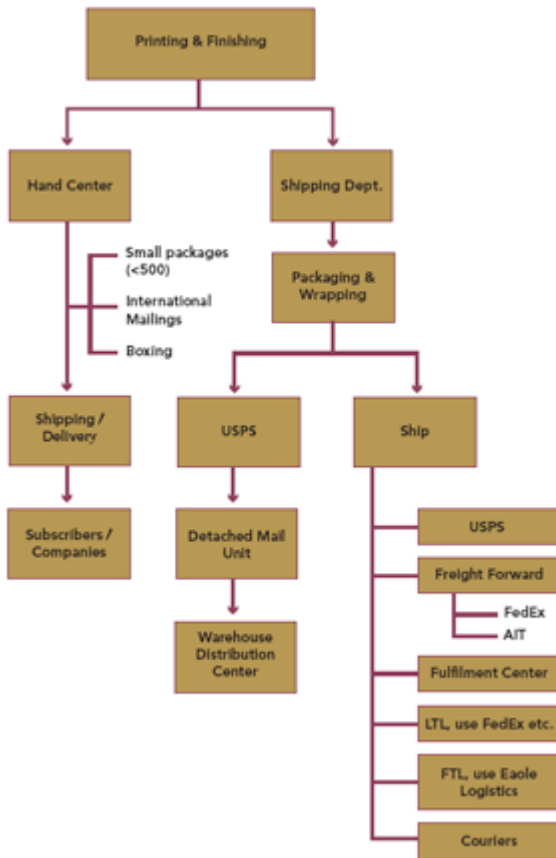 Printing & Finishing
Hand Center
Shipping Dept.
Small packages
(<500)
International
Mailings
Boxing
Packaging &
Wrapping
Shipping /
Delivery
USPS
Ship
Subscribers /
Companies
Detached Mail
Unit
Warehouse
Distribution
Center
USPS
Freight Forward
FedEx
AIT
Fulfilment Center
LTL, use FedEx etc.
FTL, use Eaole
Logistics
Couriers